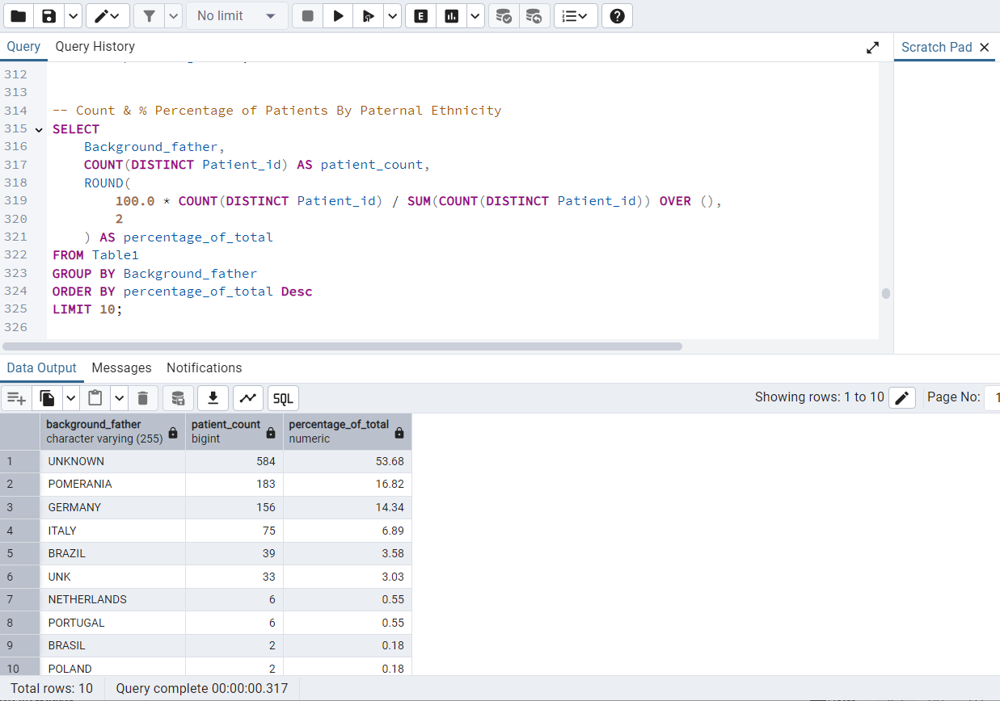 No limit
E
SQL
Query
Query History
Scratch Pad
312
313
314 -- Count & % Percentage of Patients By Paternal Ethnicity
315 SELECT
316 Background_father,
317 COUNT(DISTINCT Patient_id) AS patient_count,
318 ROUND(
319 100.0 * COUNT(DISTINCT Patient_id) / SUM(COUNT(DISTINCT Patient_id)) OVER (),
320 2
321 ) AS percentage_of_total
322 FROM Table1
323 GROUP BY Background_father
324 ORDER BY percentage_of_total Desc
325 LIMIT 10;
326
Data Output Messages Notifications
SQL
Showing rows: 1 to 10
Page No: 1
background_father patient_count percentage_of_total
character varying (255) bigint numeric
1 UNKNOWN 584 53.68
2 POMERANIA 183 16.82
3 GERMANY 156 14.34
4 ITALY 75 6.89
5 BRAZIL 39 3.58
6 UNK 33 3.03
7 NETHERLANDS 6 0.55
8 PORTUGAL 6 0.55
9 BRASIL 2 0.18
10 POLAND 2 0.18
Total rows: 10 Query complete 00:00:00.317